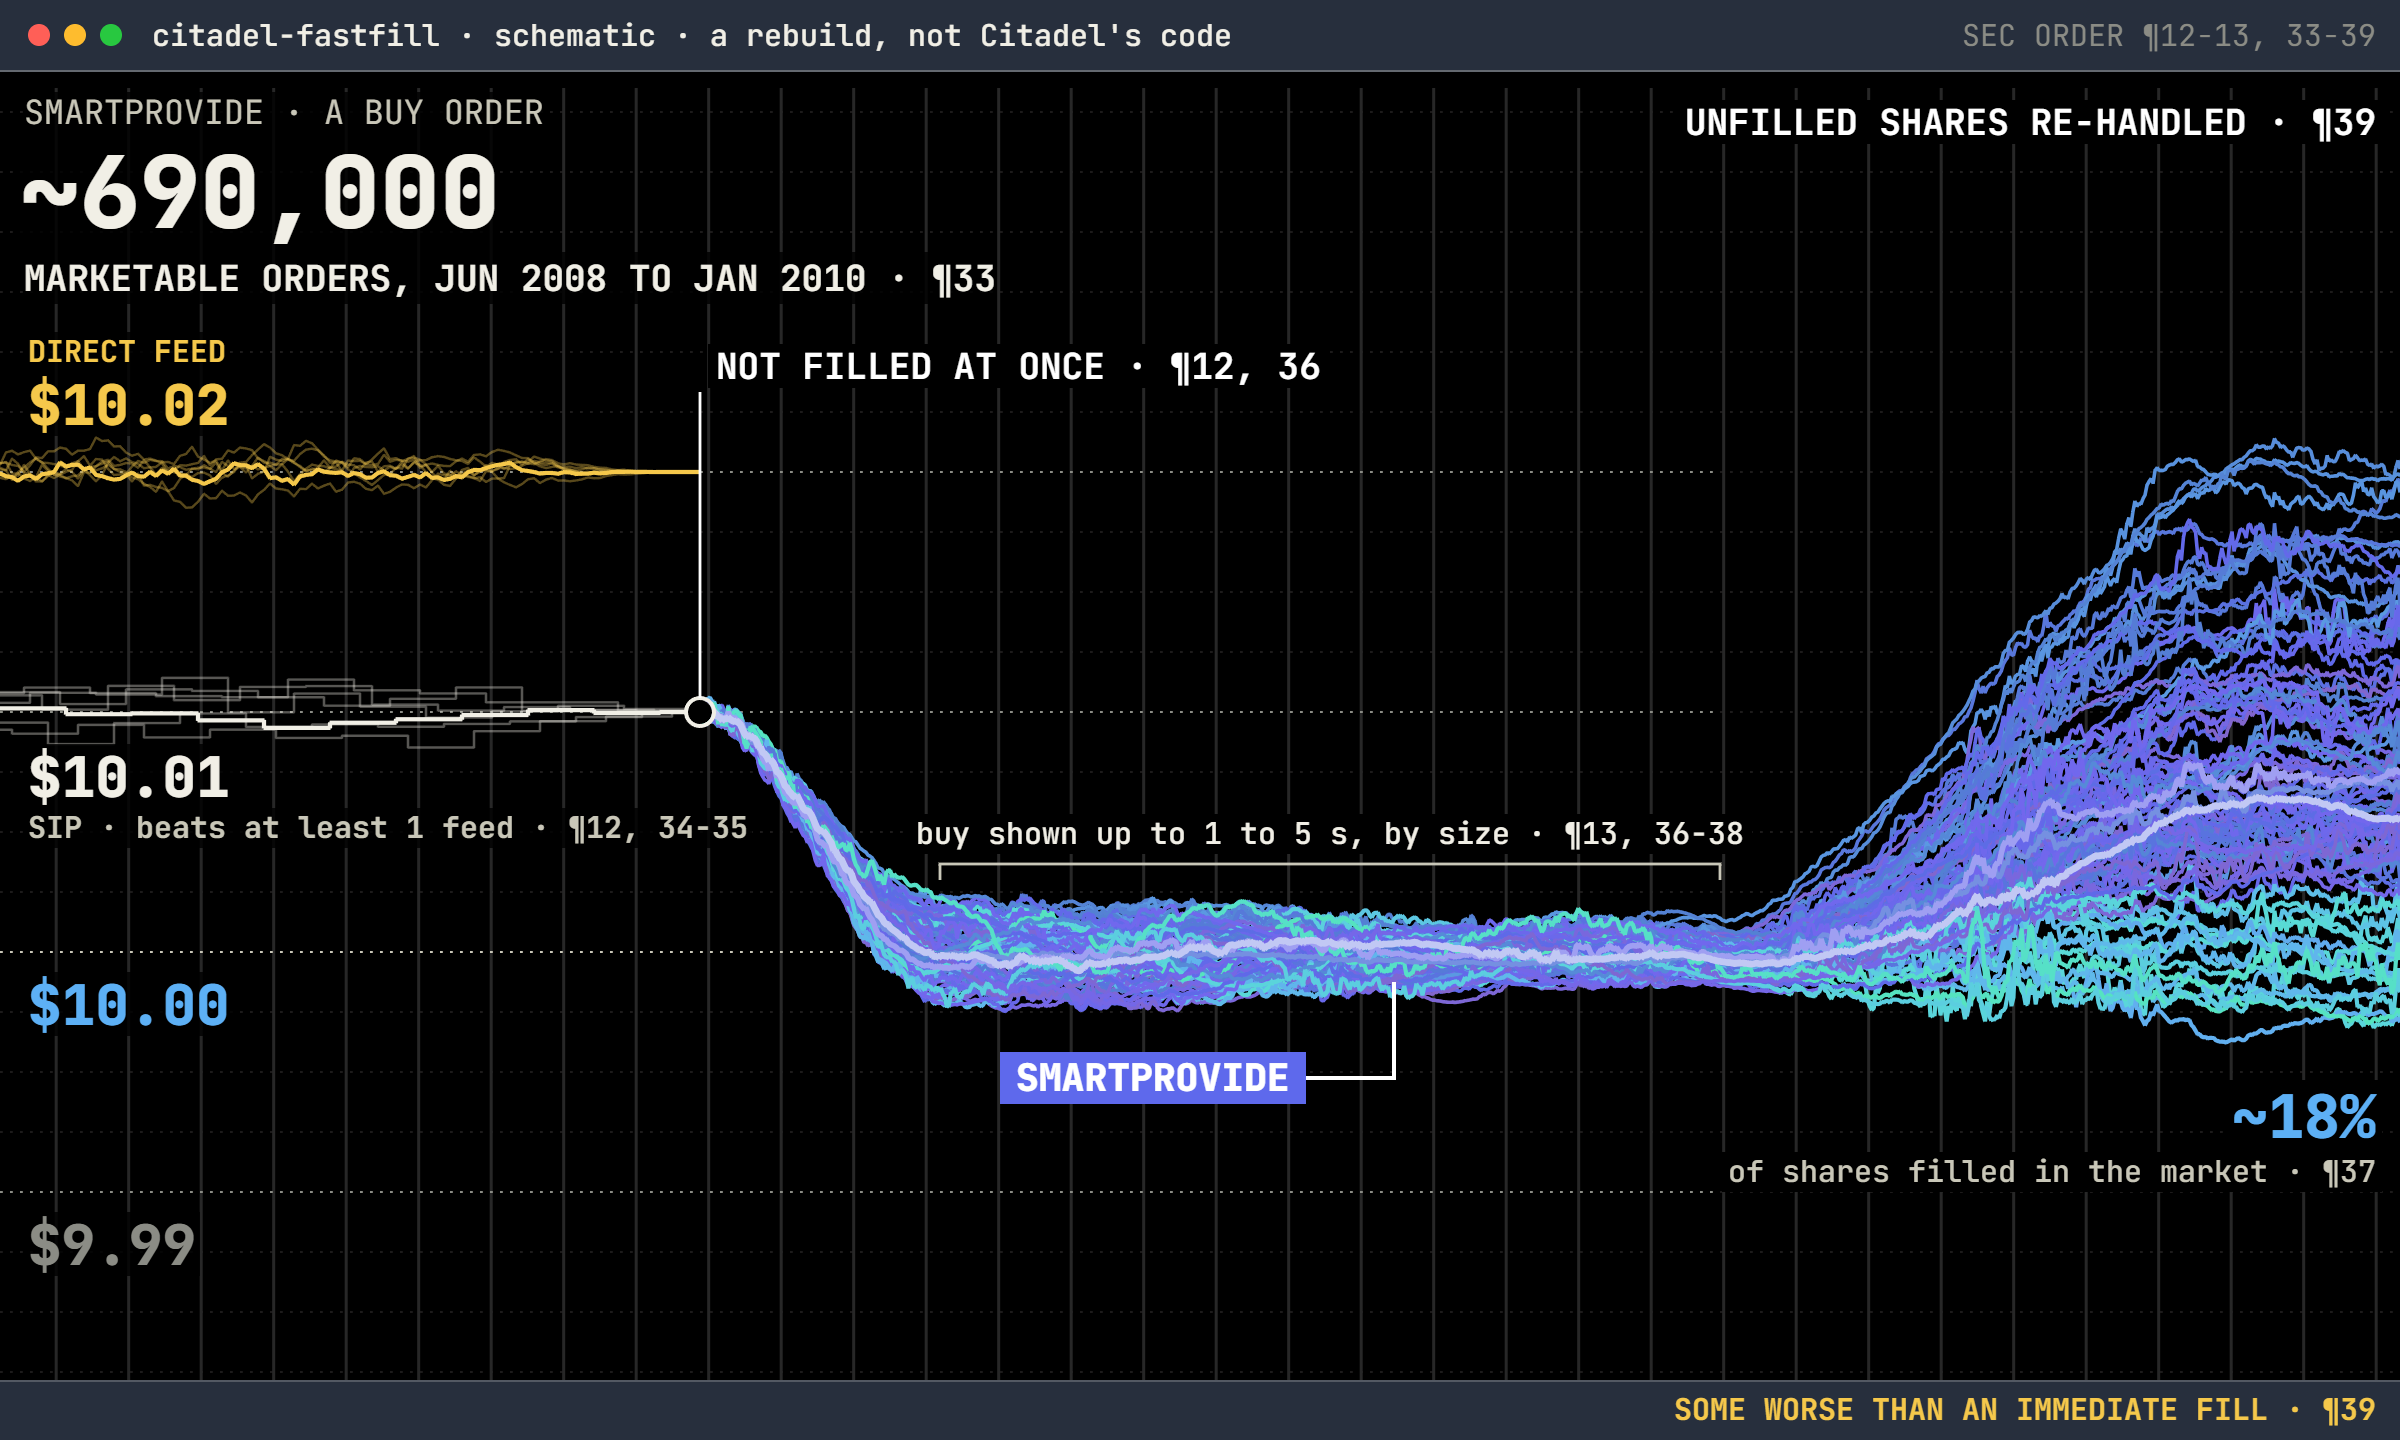 citadel-fastfill · schematic · a rebuild, not Citadel's code
SEC ORDER ¶12-13, 33-39
SMARTPROVIDE · A BUY ORDER
UNFILLED SHARES RE-HANDLED · ¶39
~690,000
MARKETABLE ORDERS, JUN 2008 TO JAN 2010 · ¶33
DIRECT FEED
$10.02
NOT FILLED AT ONCE · ¶12, 36
$10.01
SIP · beats at least 1 feed · ¶12, 34-35
buy shown up to 1 to 5 s, by size · ¶13, 36-38
$10.00
SMARTPROVIDE
~18%
of shares filled in the market · ¶37
$9.99
SOME WORSE THAN AN IMMEDIATE FILL · ¶39